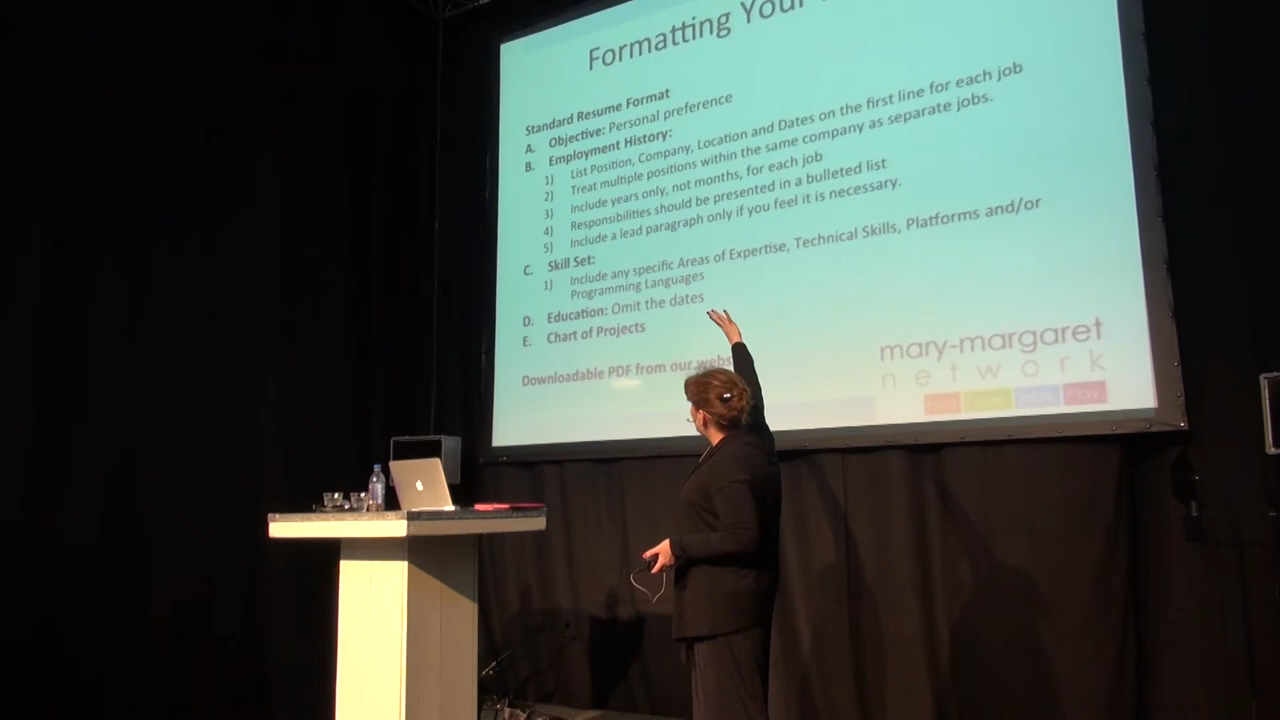 Formatting Your
Standard Resume Format
A. Objective: Personal preference
B. Employment History:
1) List Position, Company, Location and Dates on the first line for each job
2) Treat multiple positions within the same company as separate jobs.
3) Include years only, not months, for each job
4) Responsibilities should be presented in a bulleted list
5) Include a lead paragraph only if you feel it is necessary.
C. Skill Set:
1) Include any specific Areas of Expertise, Technical Skills, Platforms and/or
Programming Languages
D. Education: Omit the dates
E. Chart of Projects
Downloadable PDF from our
mary-margaret
network
Play